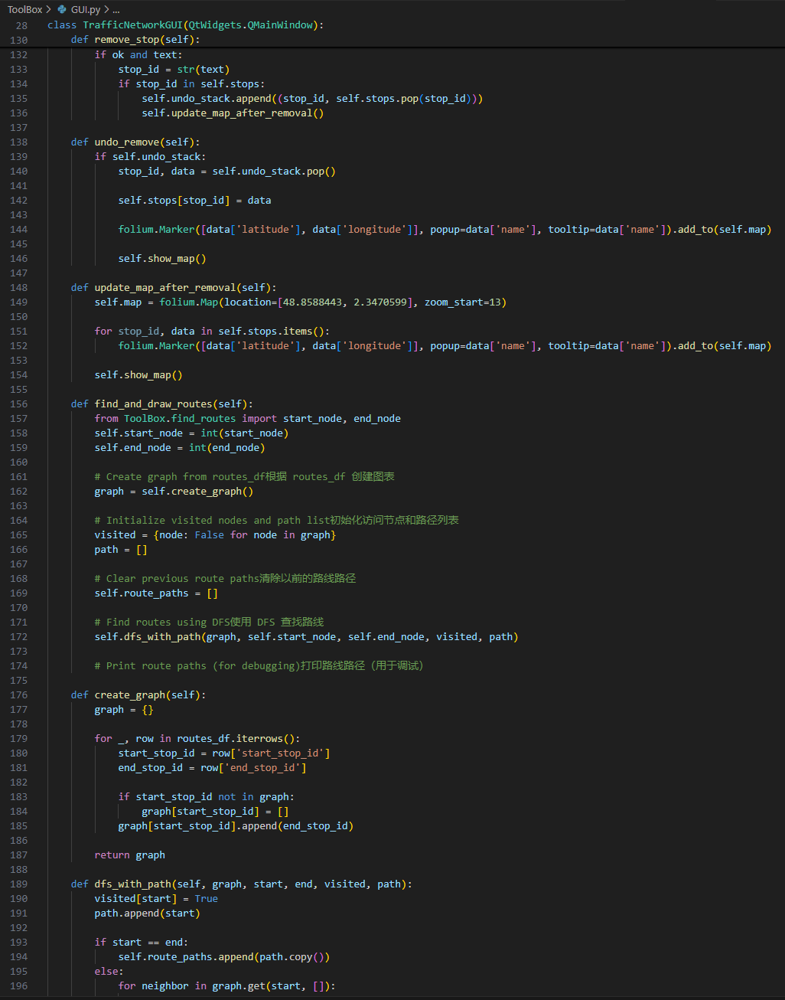 ToolBox > GUI.py > ...
28 class TrafficNetworkGUI(QtWidgets.QMainWindow):
130 def remove_stop(self):
132 if ok and text:
133 stop_id = str(text)
134 if stop_id in self.stops:
135 self.undo_stack.append((stop_id, self.stops.pop(stop_id)))
136 self.update_map_after_removal()
137
138 def undo_remove(self):
139 if self.undo_stack:
140 stop_id, data = self.undo_stack.pop()
141
142 self.stops[stop_id] = data
143
144 folium.Marker([data['latitude'], data['longitude']], popup=data['name'], tooltip=data['name']).add_to(self.map)
145
146 self.show_map()
147
148 def update_map_after_removal(self):
149 self.map = folium.Map(location=[48.8588443, 2.3470599], zoom_start=13)
150
151 for stop_id, data in self.stops.items():
152 folium.Marker([data['latitude'], data['longitude']], popup=data['name'], tooltip=data['name']).add_to(self.map)
153
154 self.show_map()
155
156 def find_and_draw_routes(self):
157 from ToolBox.find_routes import start_node, end_node
158 self.start_node = int(start_node)
159 self.end_node = int(end_node)
160
161 # Create graph from routes_df根据 routes_df 创建图表
162 graph = self.create_graph()
163
164 # Initialize visited nodes and path list初始化访问节点和路径列表
165 visited = {node: False for node in graph}
166 path = []
167
168 # Clear previous route paths清除以前的路线路径
169 self.route_paths = []
170
171 # Find routes using DFS使用 DFS 查找路线
172 self.dfs_with_path(graph, self.start_node, self.end_node, visited, path)
173
174 # Print route paths (for debugging)打印路线路径（用于调试）
175
176 def create_graph(self):
177 graph = {}
178
179 for _, row in routes_df.iterrows():
180 start_stop_id = row['start_stop_id']
181 end_stop_id = row['end_stop_id']
182
183 if start_stop_id not in graph:
184 graph[start_stop_id] = []
185 graph[start_stop_id].append(end_stop_id)
186
187 return graph
188
189 def dfs_with_path(self, graph, start, end, visited, path):
190 visited[start] = True
191 path.append(start)
192
193 if start == end:
194 self.route_paths.append(path.copy())
195 else:
196 for neighbor in graph.get(start, []):